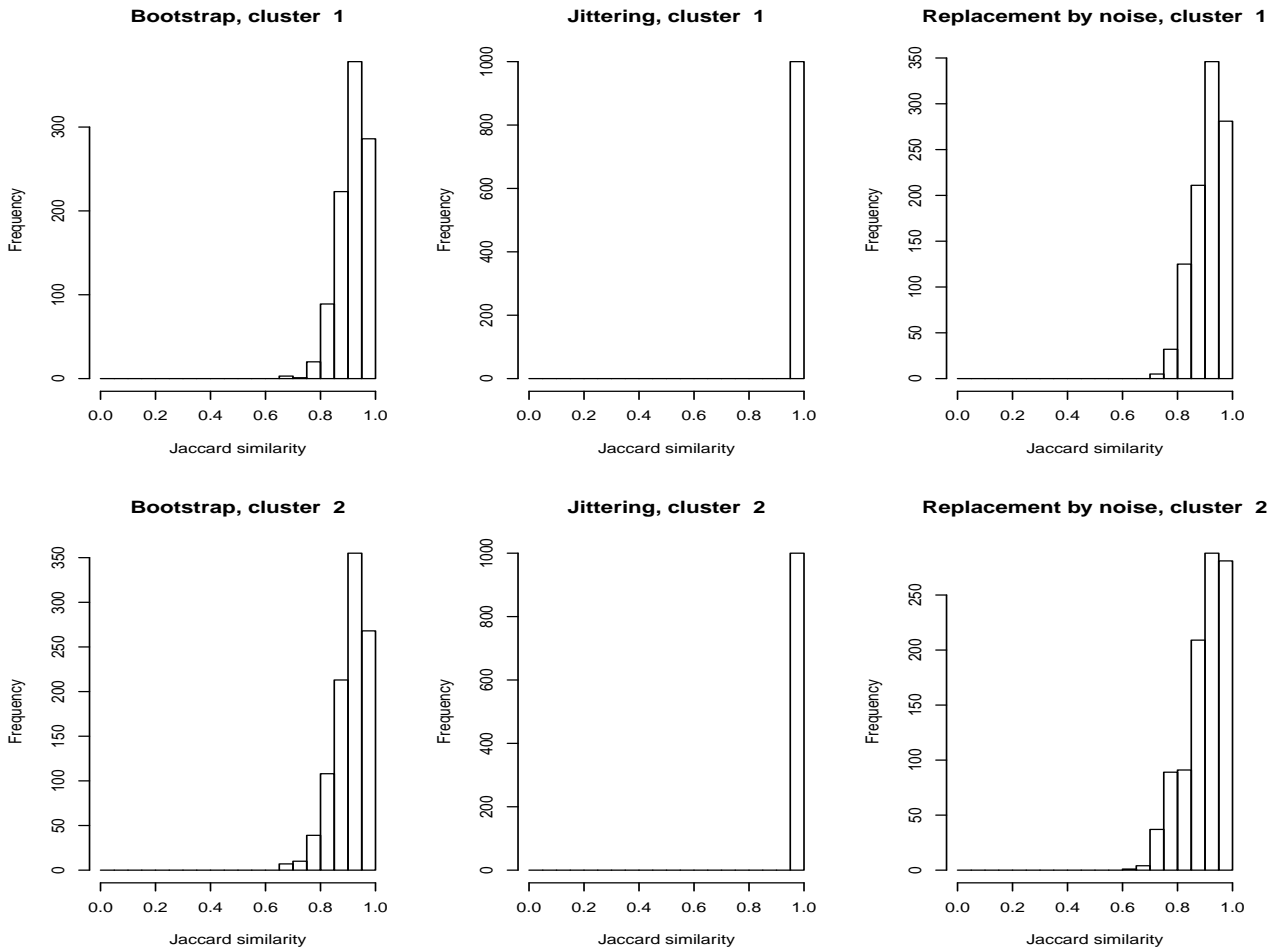 Bootstrap, cluster 1
Frequency
0 100 200 300
0.0 0.2 0.4 0.6 0.8 1.0
Jaccard similarity
Jittering, cluster 1
Frequency
0 200 400 600 800 1000
0.0 0.2 0.4 0.6 0.8 1.0
Jaccard similarity
Replacement by noise, cluster 1
Frequency
0 50 100 150 200 250 300 350
0.0 0.2 0.4 0.6 0.8 1.0
Jaccard similarity
Bootstrap, cluster 2
Frequency
0 50 100 150 200 250 300 350
0.0 0.2 0.4 0.6 0.8 1.0
Jaccard similarity
Jittering, cluster 2
Frequency
0 200 400 600 800 1000
0.0 0.2 0.4 0.6 0.8 1.0
Jaccard similarity
Replacement by noise, cluster 2
Frequency
0 50 100 150 200 250
0.0 0.2 0.4 0.6 0.8 1.0
Jaccard similarity